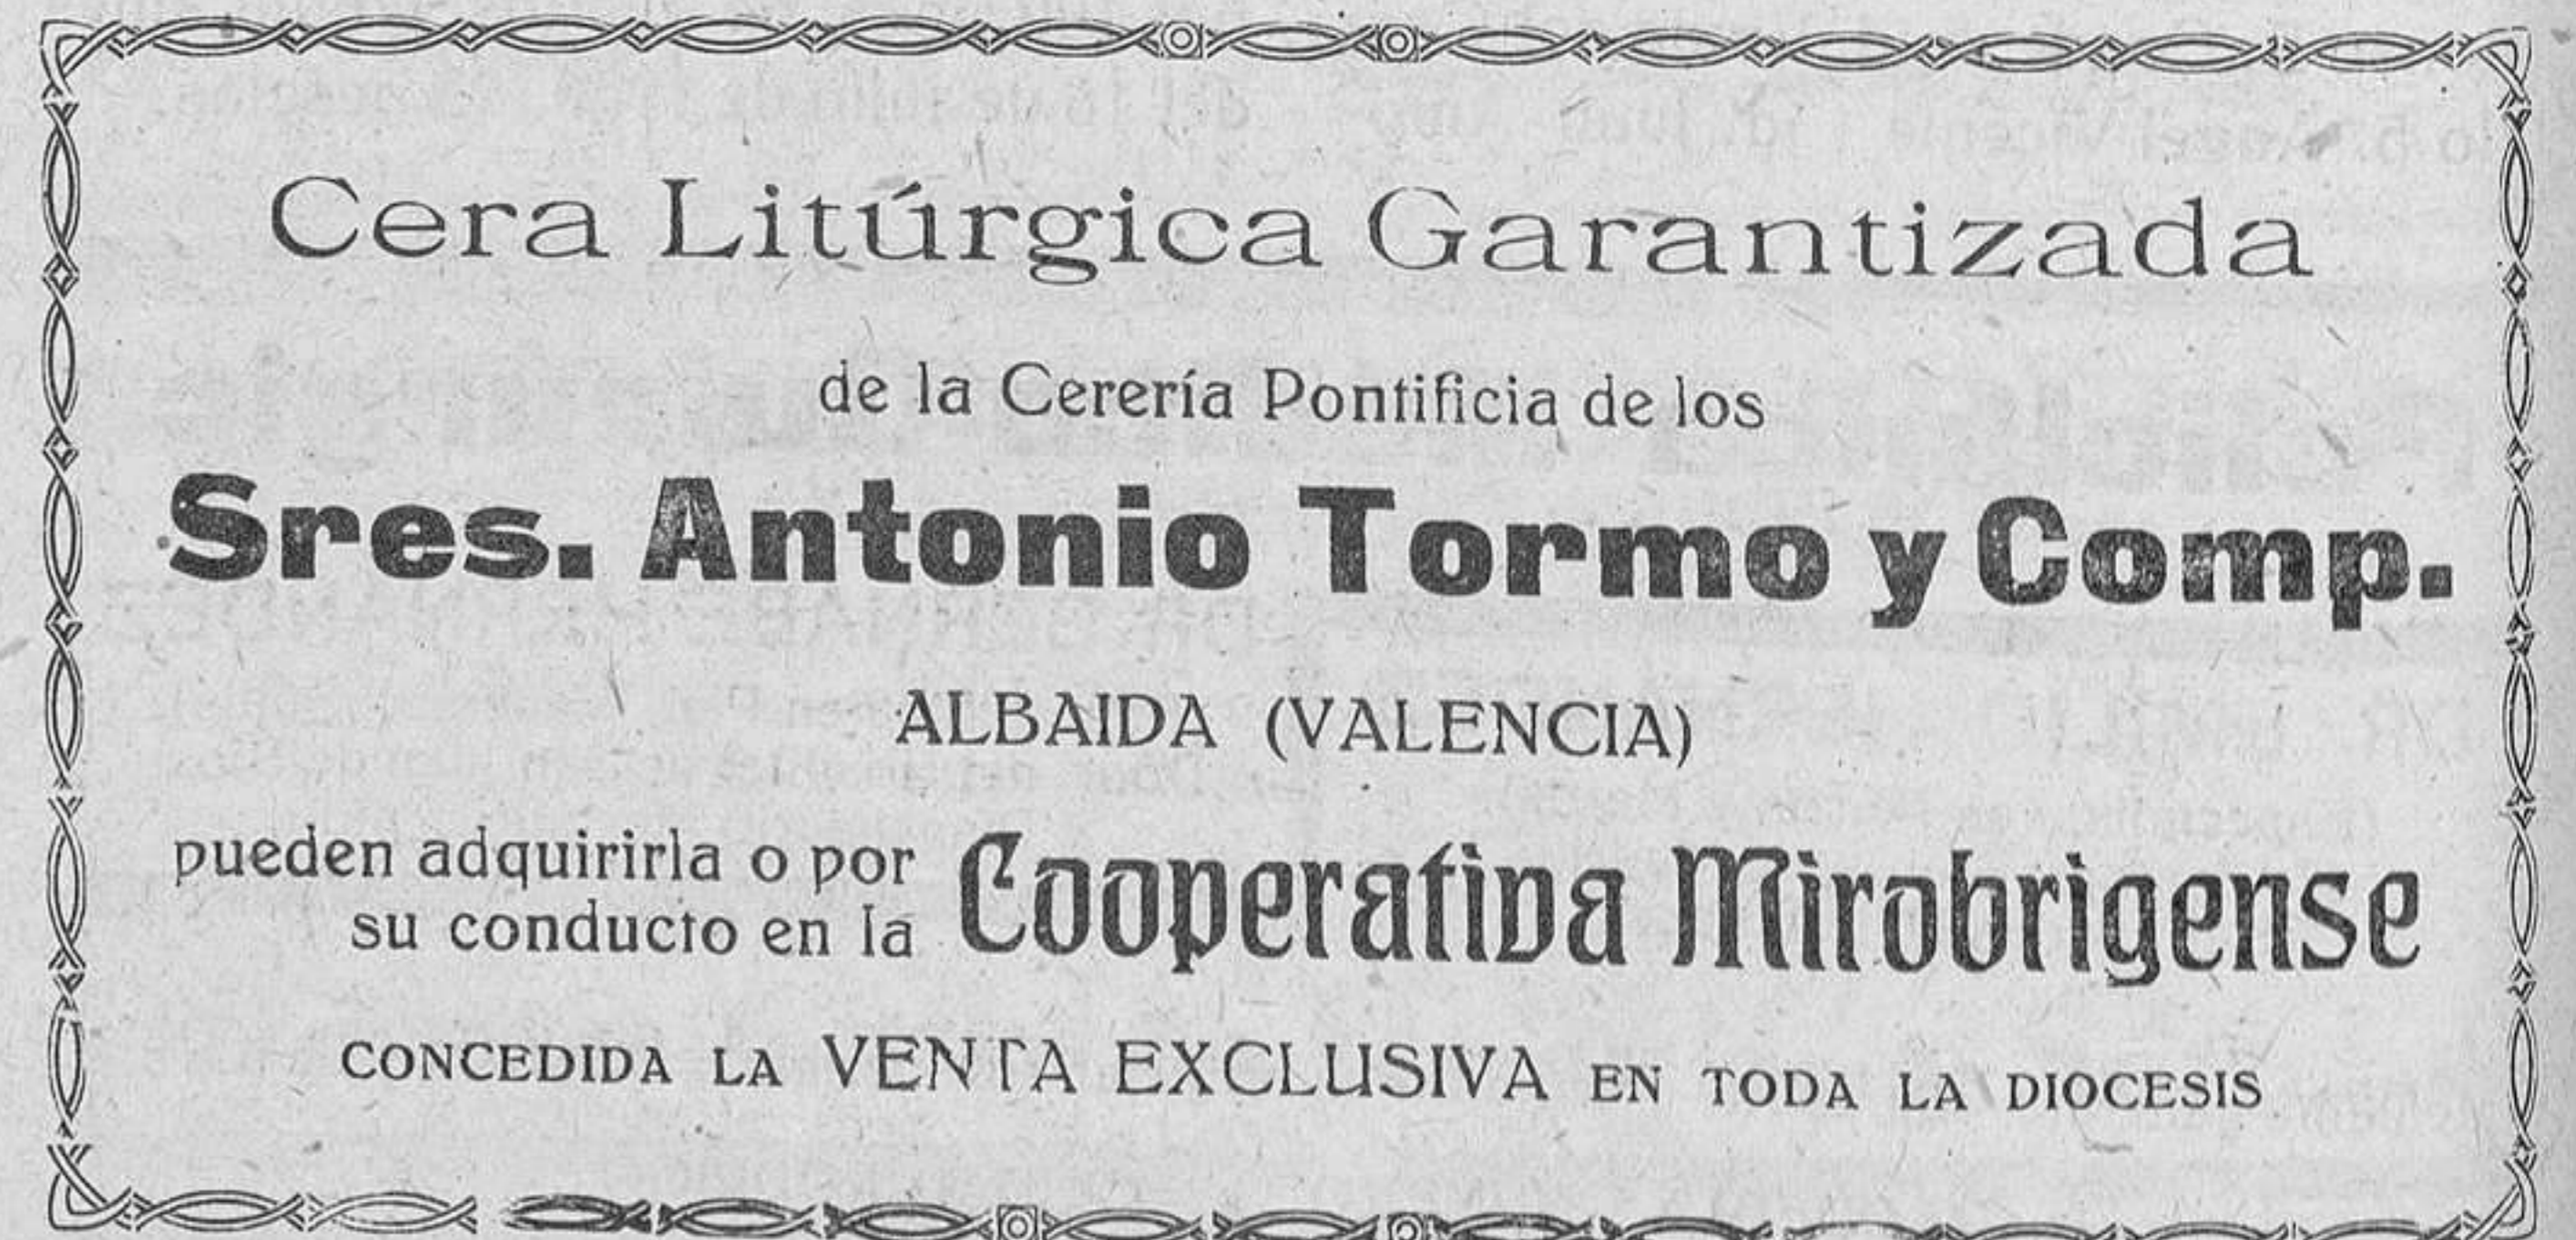 Cera Litúrgica Garantizada
de la Cerería Pontificia de los
Sres. Antonio Tormo y Comp.
ALBAIDA (VALENCIA)
pueden adquirirla o por
su conducto en la
Cooperativa Mirobrigense
CONCEDIDA LA VENTA EXCLUSIVA EN TODA LA DIOCESIS